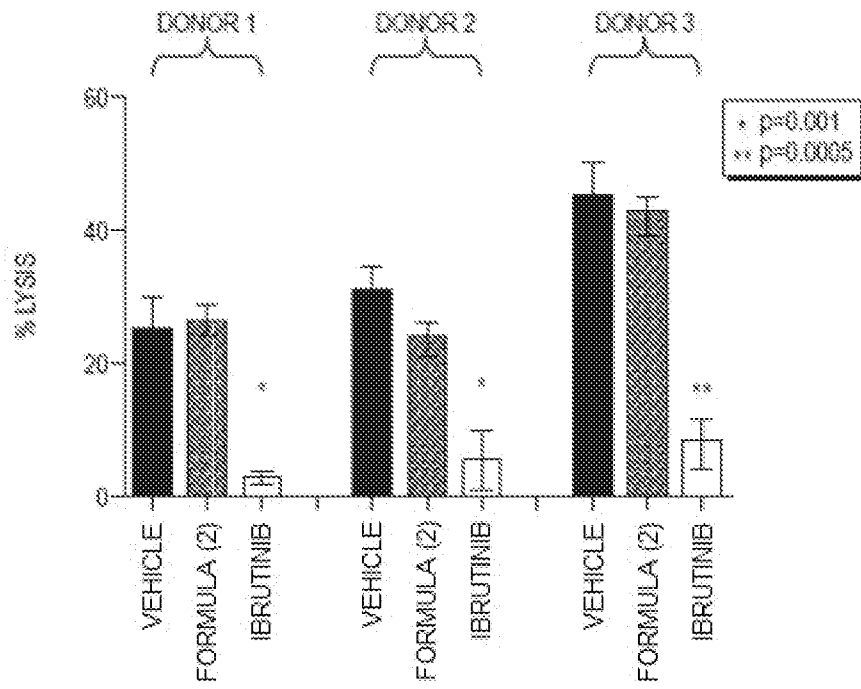 DONOR 1 DONOR 2 DONOR 3
60
* p=0.001
** p=0.0005
40
% LYSIS
20
* * **
0
VEHICLE
FORMULA (2)
IBRUTINIB
VEHICLE
FORMULA (2)
IBRUTINIB
VEHICLE
FORMULA (2)
IBRUTINIB